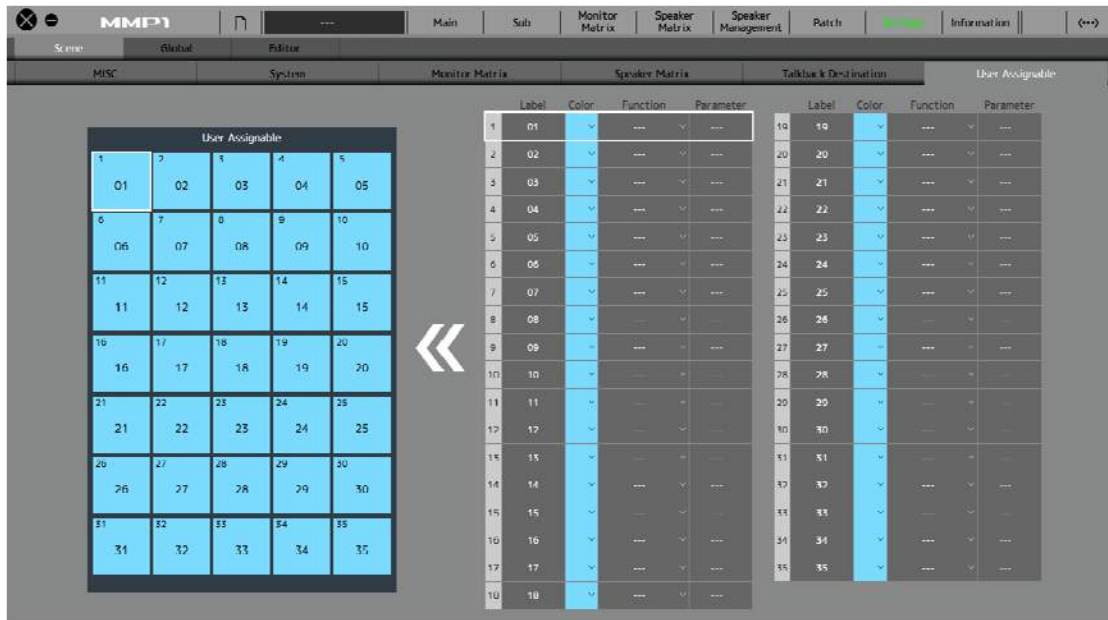 MMP1 --- Main Sub Monitor Matrix Speaker Matrix Speaker Management Patch Settings Information
Scene Global Editor
MISC System Monitor Matrix Speaker Matrix Talkback Destination User Assignable
Label Color Function Parameter Label Color Function Parameter
User Assignable
1 2 3 4 5
01 02 03 04 05
6 7 8 9 10
06 07 08 09 10
11 12 13 14 15
11 12 13 14 15
16 17 18 19 20
16 17 18 19 20
21 22 23 24 25
21 22 23 24 25
26 27 28 29 30
26 27 28 29 30
31 32 33 34 35
31 32 33 34 35
1 01 --- ---
2 02 --- ---
3 03 --- ---
4 04 --- ---
5 05 --- ---
6 06 --- ---
7 07 --- ---
8 08 --- ---
9 09 --- ---
10 10 --- ---
11 11 --- ---
12 12 --- ---
13 13 --- ---
14 14 --- ---
15 15 --- ---
16 16 --- ---
17 17 --- ---
18 18 --- ---
19 19 --- ---
20 20 --- ---
21 21 --- ---
22 22 --- ---
23 23 --- ---
24 24 --- ---
25 25 --- ---
26 26 --- ---
27 27 --- ---
28 28 --- ---
29 29 --- ---
30 30 --- ---
31 31 --- ---
32 32 --- ---
33 33 --- ---
34 34 --- ---
35 35 --- ---